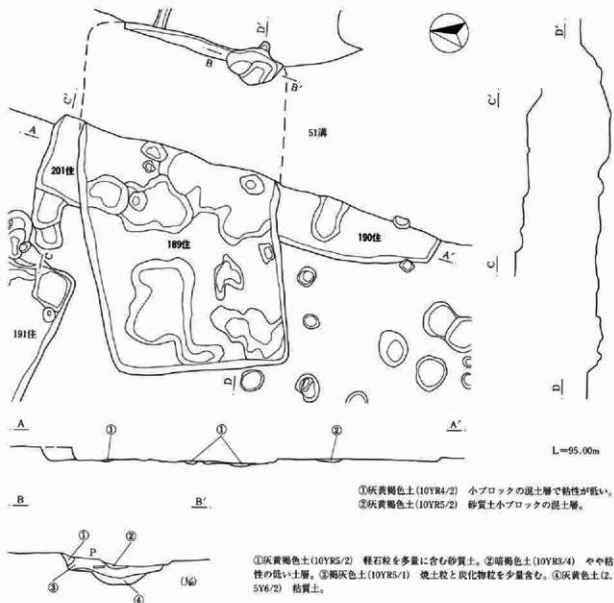 D'
B
B'
C'
C'
D'
A
51溝
201住
189住
190住
A'
C
C
191住
D
D
A
①
①
②
A'
L=95.00m
①灰黄褐色土(10YR4/2) 小ブロックの混土層で粘性が低い。
②灰黄褐色土(10YR5/2) 砂質土小ブロックの混土層。
B
B'
①
P
②
③
④
①灰黄褐色土(10YR5/2) 軽石粒を多量に含む砂質土。②暗褐色土(10YR3/4) やや粘
性の低い土層。③褐灰色土(10YR5/1) 焼土粒と炭化物粒を少量含む。④灰黄色土(2.
5Y6/2) 粘質土。